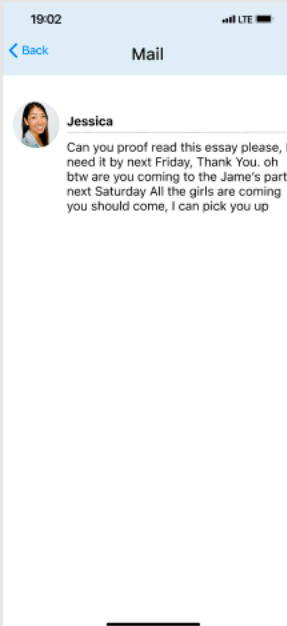 19:02
LTE
Back
Mail
Jessica
Can you proof read this essay please, I
need it by next Friday, Thank You. oh
btw are you coming to the Jame's part
next Saturday All the girls are coming
you should come, I can pick you up